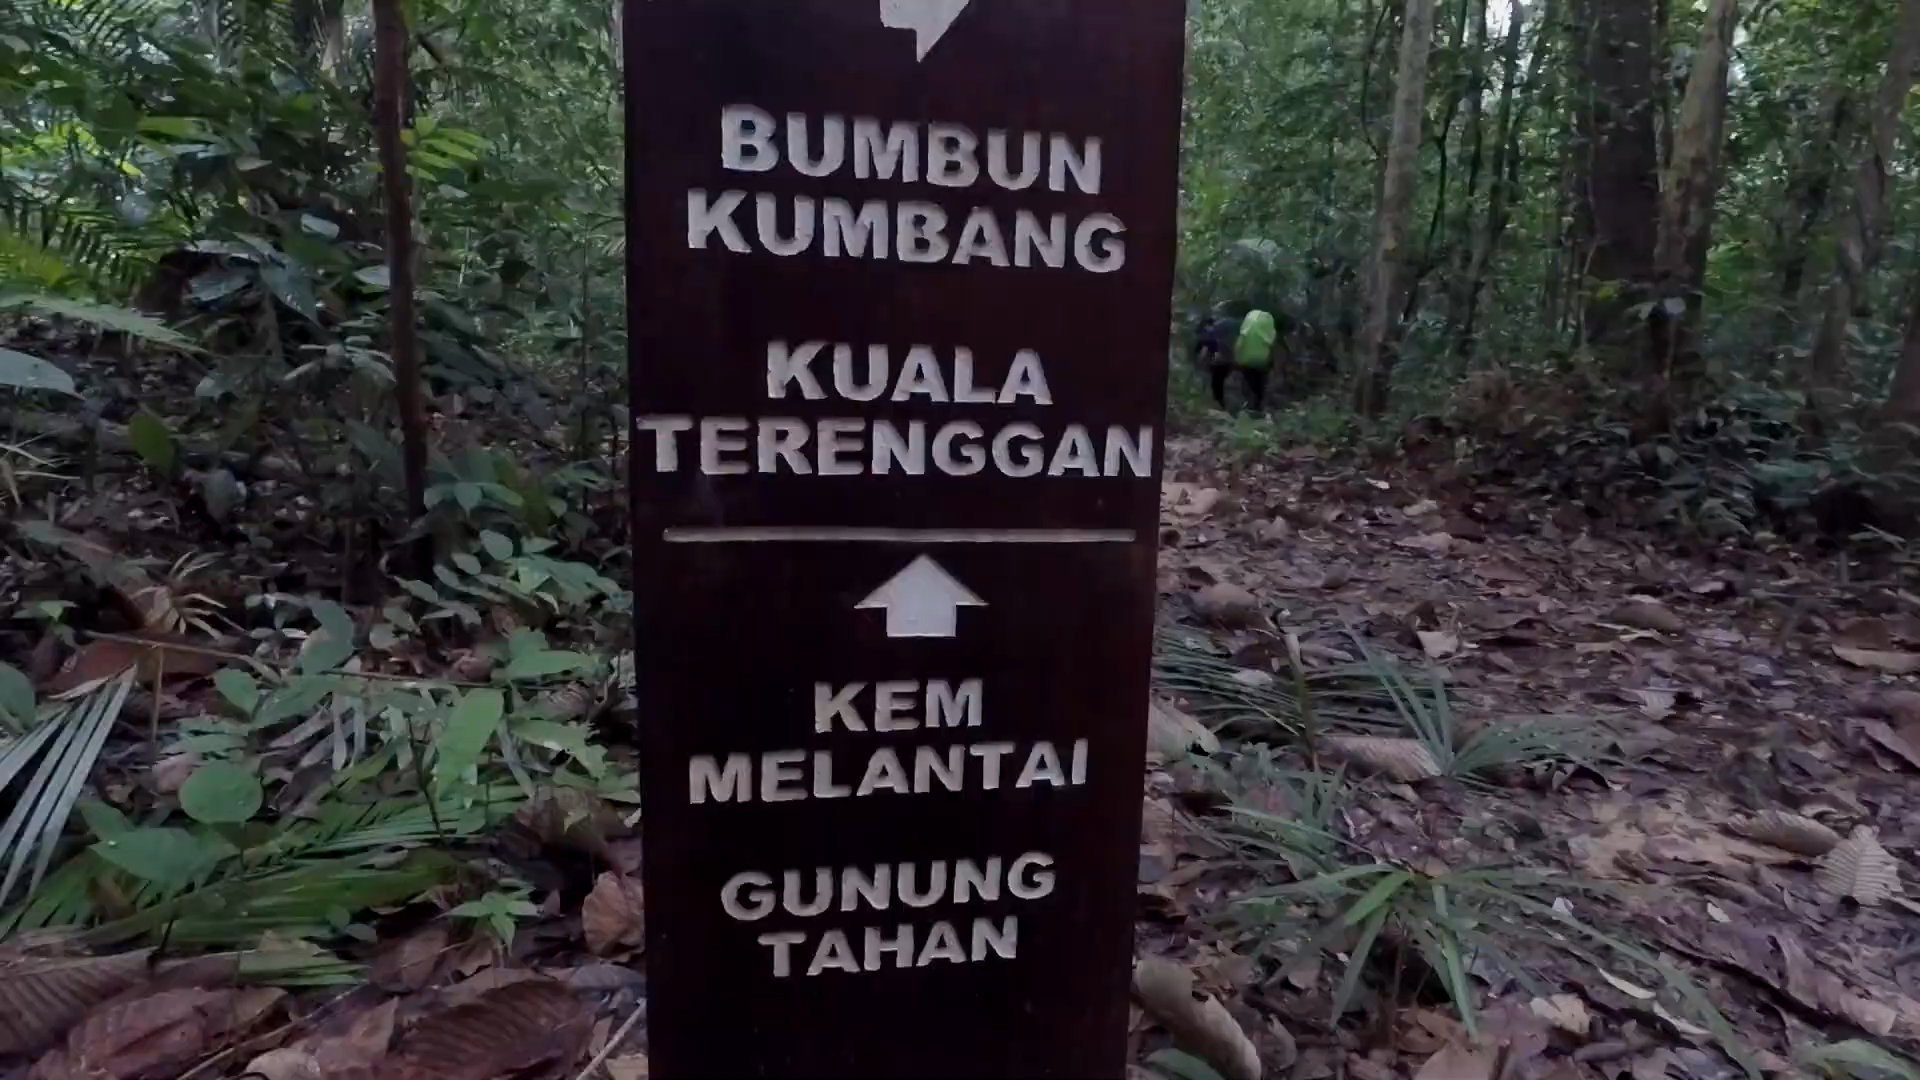 BUMBUN
KUMBANG
KUALA
TERENGGAN
KEM
MELANTAI
GUNUNG
TAHAN